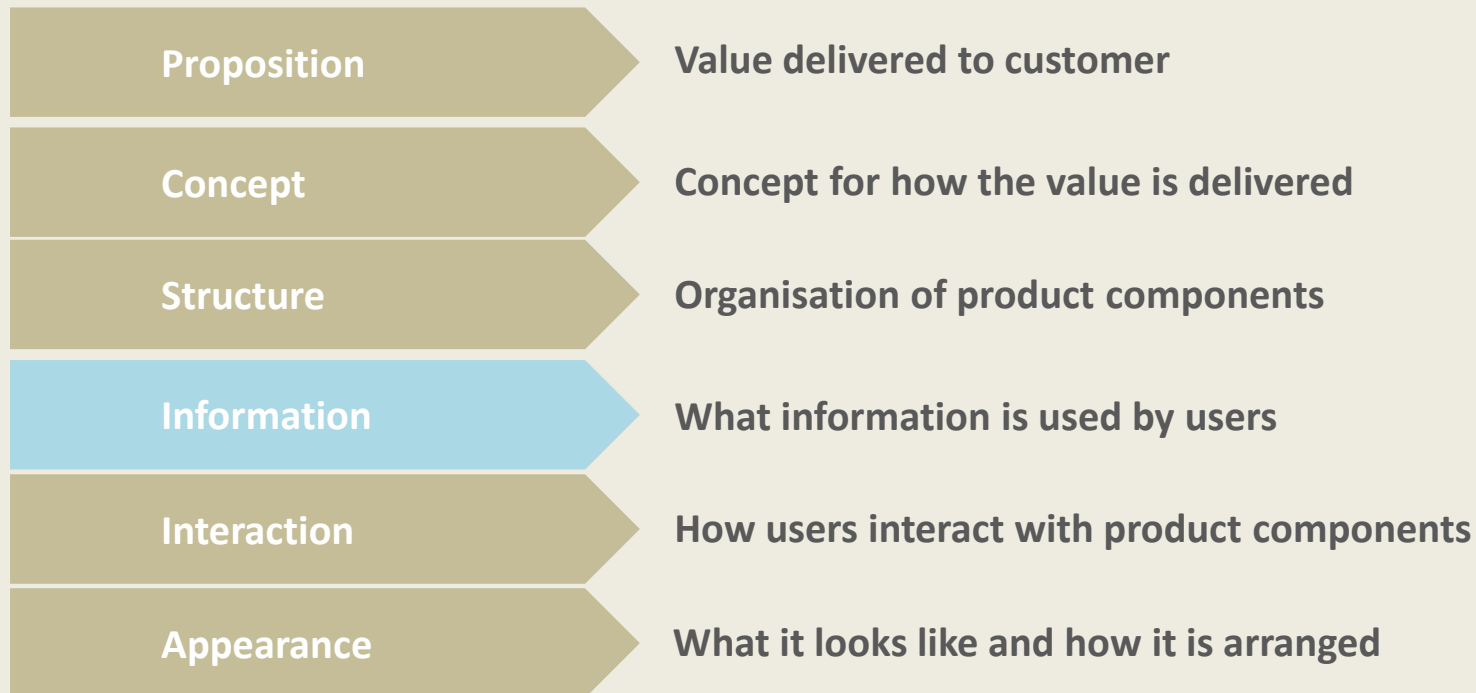 Proposition
Value delivered to customer
Concept
Concept for how the value is delivered
Structure
Organisation of product components
Information
What information is used by users
Interaction
How users interact with product components
Appearance
What it looks like and how it is arranged